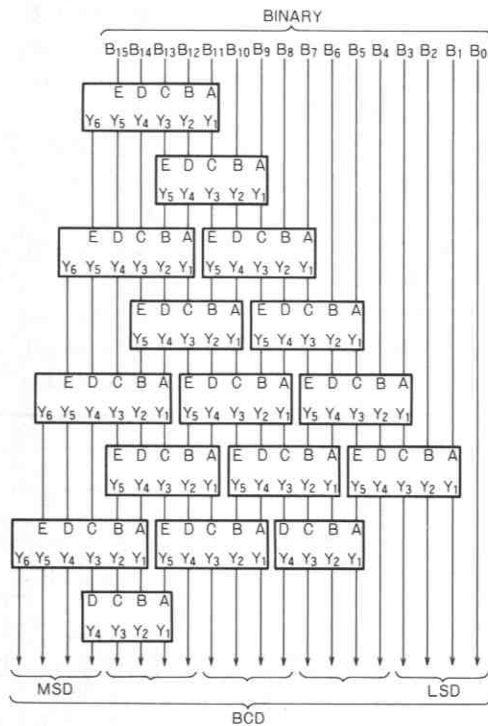 BINARY
B15 B14 B13 B12 B11 B10 B9 B8 B7 B6 B5 B4 B3 B2 B1 B0
E D C B A
Y6 Y5 Y4 Y3 Y2 Y1
E D C B A
Y5 Y4 Y3 Y2 Y1
E D C B A E D C B A
Y6 Y5 Y4 Y3 Y2 Y1 Y5 Y4 Y3 Y2 Y1
E D C B A E D C B A
Y5 Y4 Y3 Y2 Y1 Y5 Y4 Y3 Y2 Y1
E D C B A E D C B A E D C B A
Y6 Y5 Y4 Y3 Y2 Y1 Y5 Y4 Y3 Y2 Y1 Y5 Y4 Y3 Y2 Y1
E D C B A E D C B A E D C B A
Y5 Y4 Y3 Y2 Y1 Y5 Y4 Y3 Y2 Y1 Y5 Y4 Y3 Y2 Y1
E D C B A E D C B A D C B A
Y6 Y5 Y4 Y3 Y2 Y1 Y5 Y4 Y3 Y2 Y1 Y4 Y3 Y2 Y1
D C B A
Y4 Y3 Y2 Y1
MSD LSD
BCD